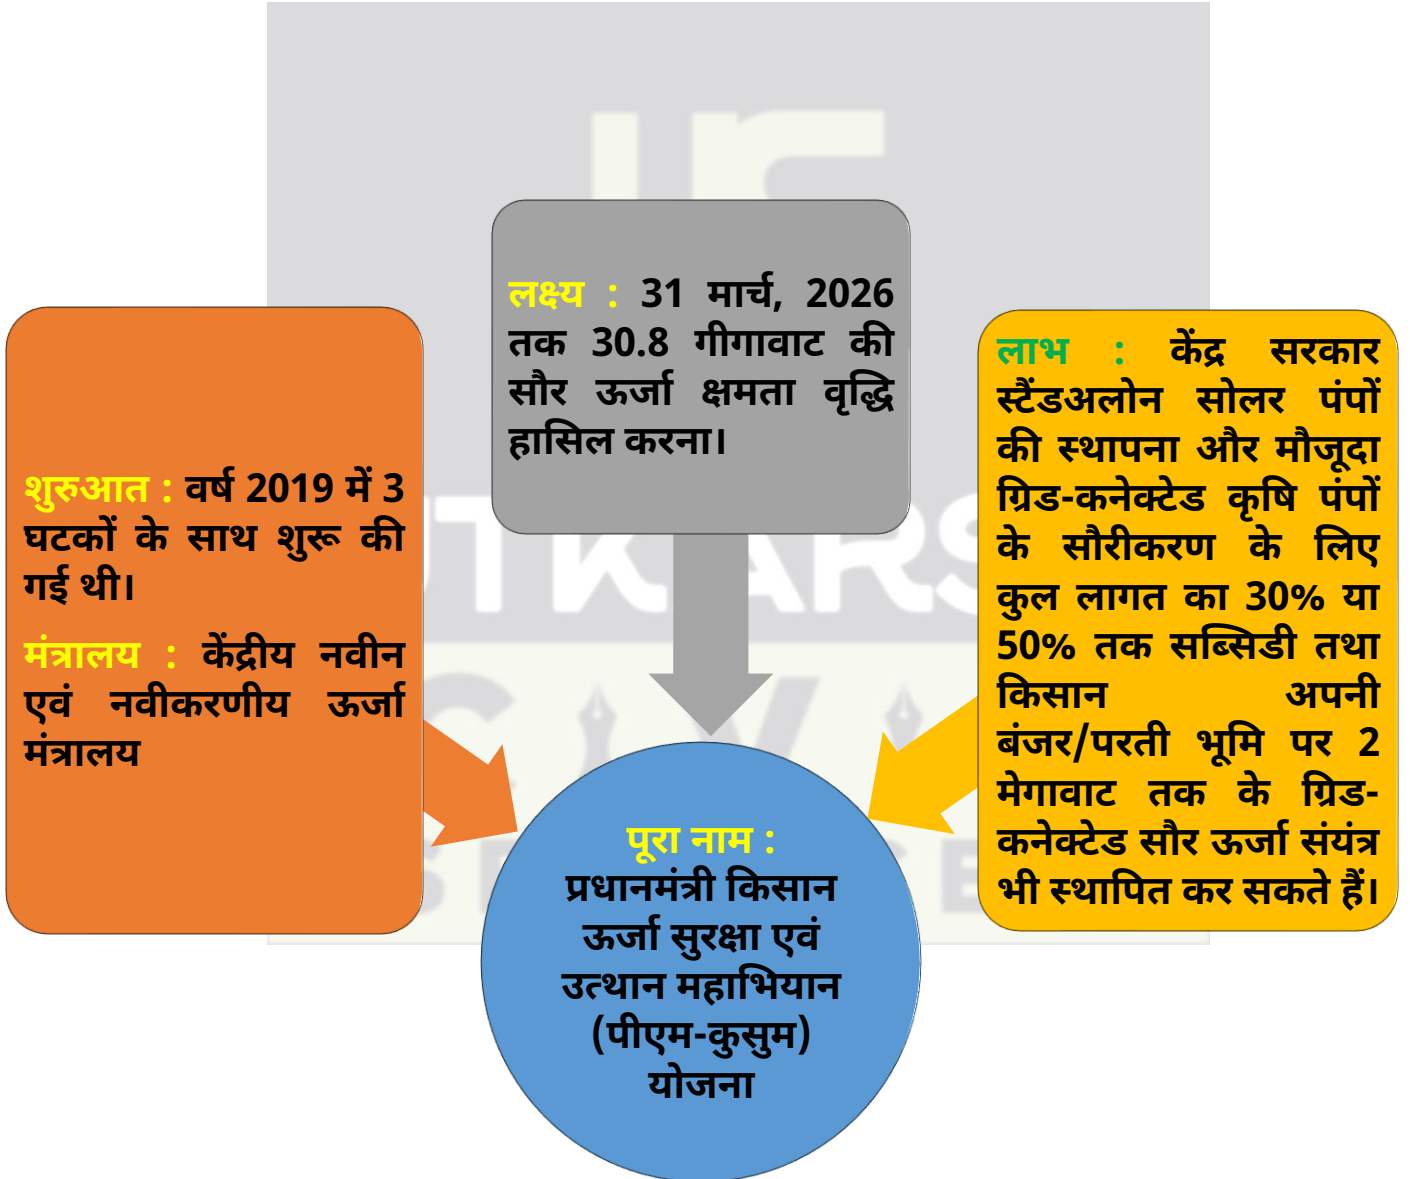 लक्ष्य : 31 मार्च, 2026
तक 30.8 गीगावाट की
सौर ऊर्जा क्षमता वृद्धि
हासिल करना।
शुरुआत : वर्ष 2019 में 3
घटकों के साथ शुरू की
गई थी।
मंत्रालय : केंद्रीय नवीन
एवं नवीकरणीय ऊर्जा
मंत्रालय
लाभ : केंद्र सरकार
स्टैंडअलोन सोलर पंपों
की स्थापना और मौजूदा
ग्रिड-कनेक्टेड कृषि पंपों
के सौरीकरण के लिए
कुल लागत का 30% या
50% तक सब्सिडी तथा
किसान अपनी
बंजर/परती भूमि पर 2
मेगावाट तक के ग्रिड-
कनेक्टेड सौर ऊर्जा संयंत्र
भी स्थापित कर सकते हैं।
पूरा नाम :
प्रधानमंत्री किसान
ऊर्जा सुरक्षा एवं
उत्थान महाभियान
(पीएम-कुसुम)
योजना